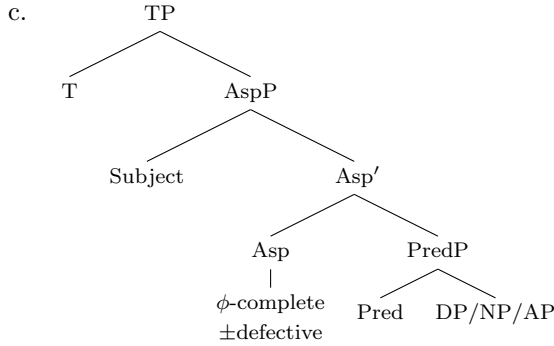 c. TP
T AspP
Subject Asp′
Asp PredP
ϕ-complete Pred DP/NP/AP
±defective